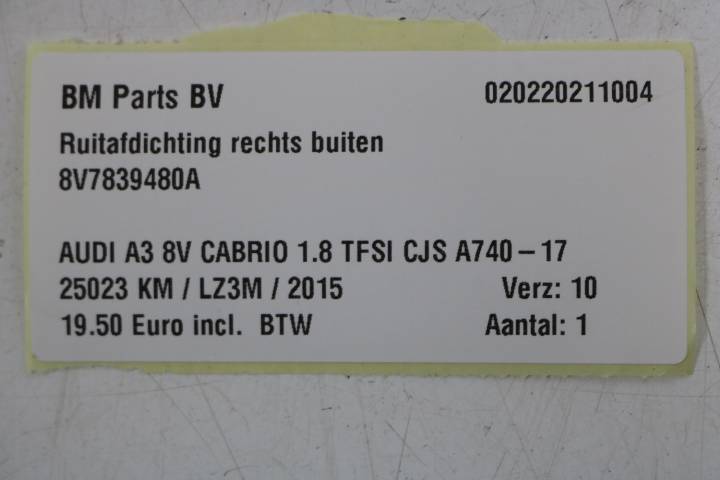 BM Parts BV 020220211004
Ruitafdichting rechts buiten
8V7839480A
AUDI A3 8V CABRIO 1.8 TFSI CJS A740-17
25023 KM / LZ3M / 2015 Verz: 10
19.50 Euro incl. BTW Aantal: 1